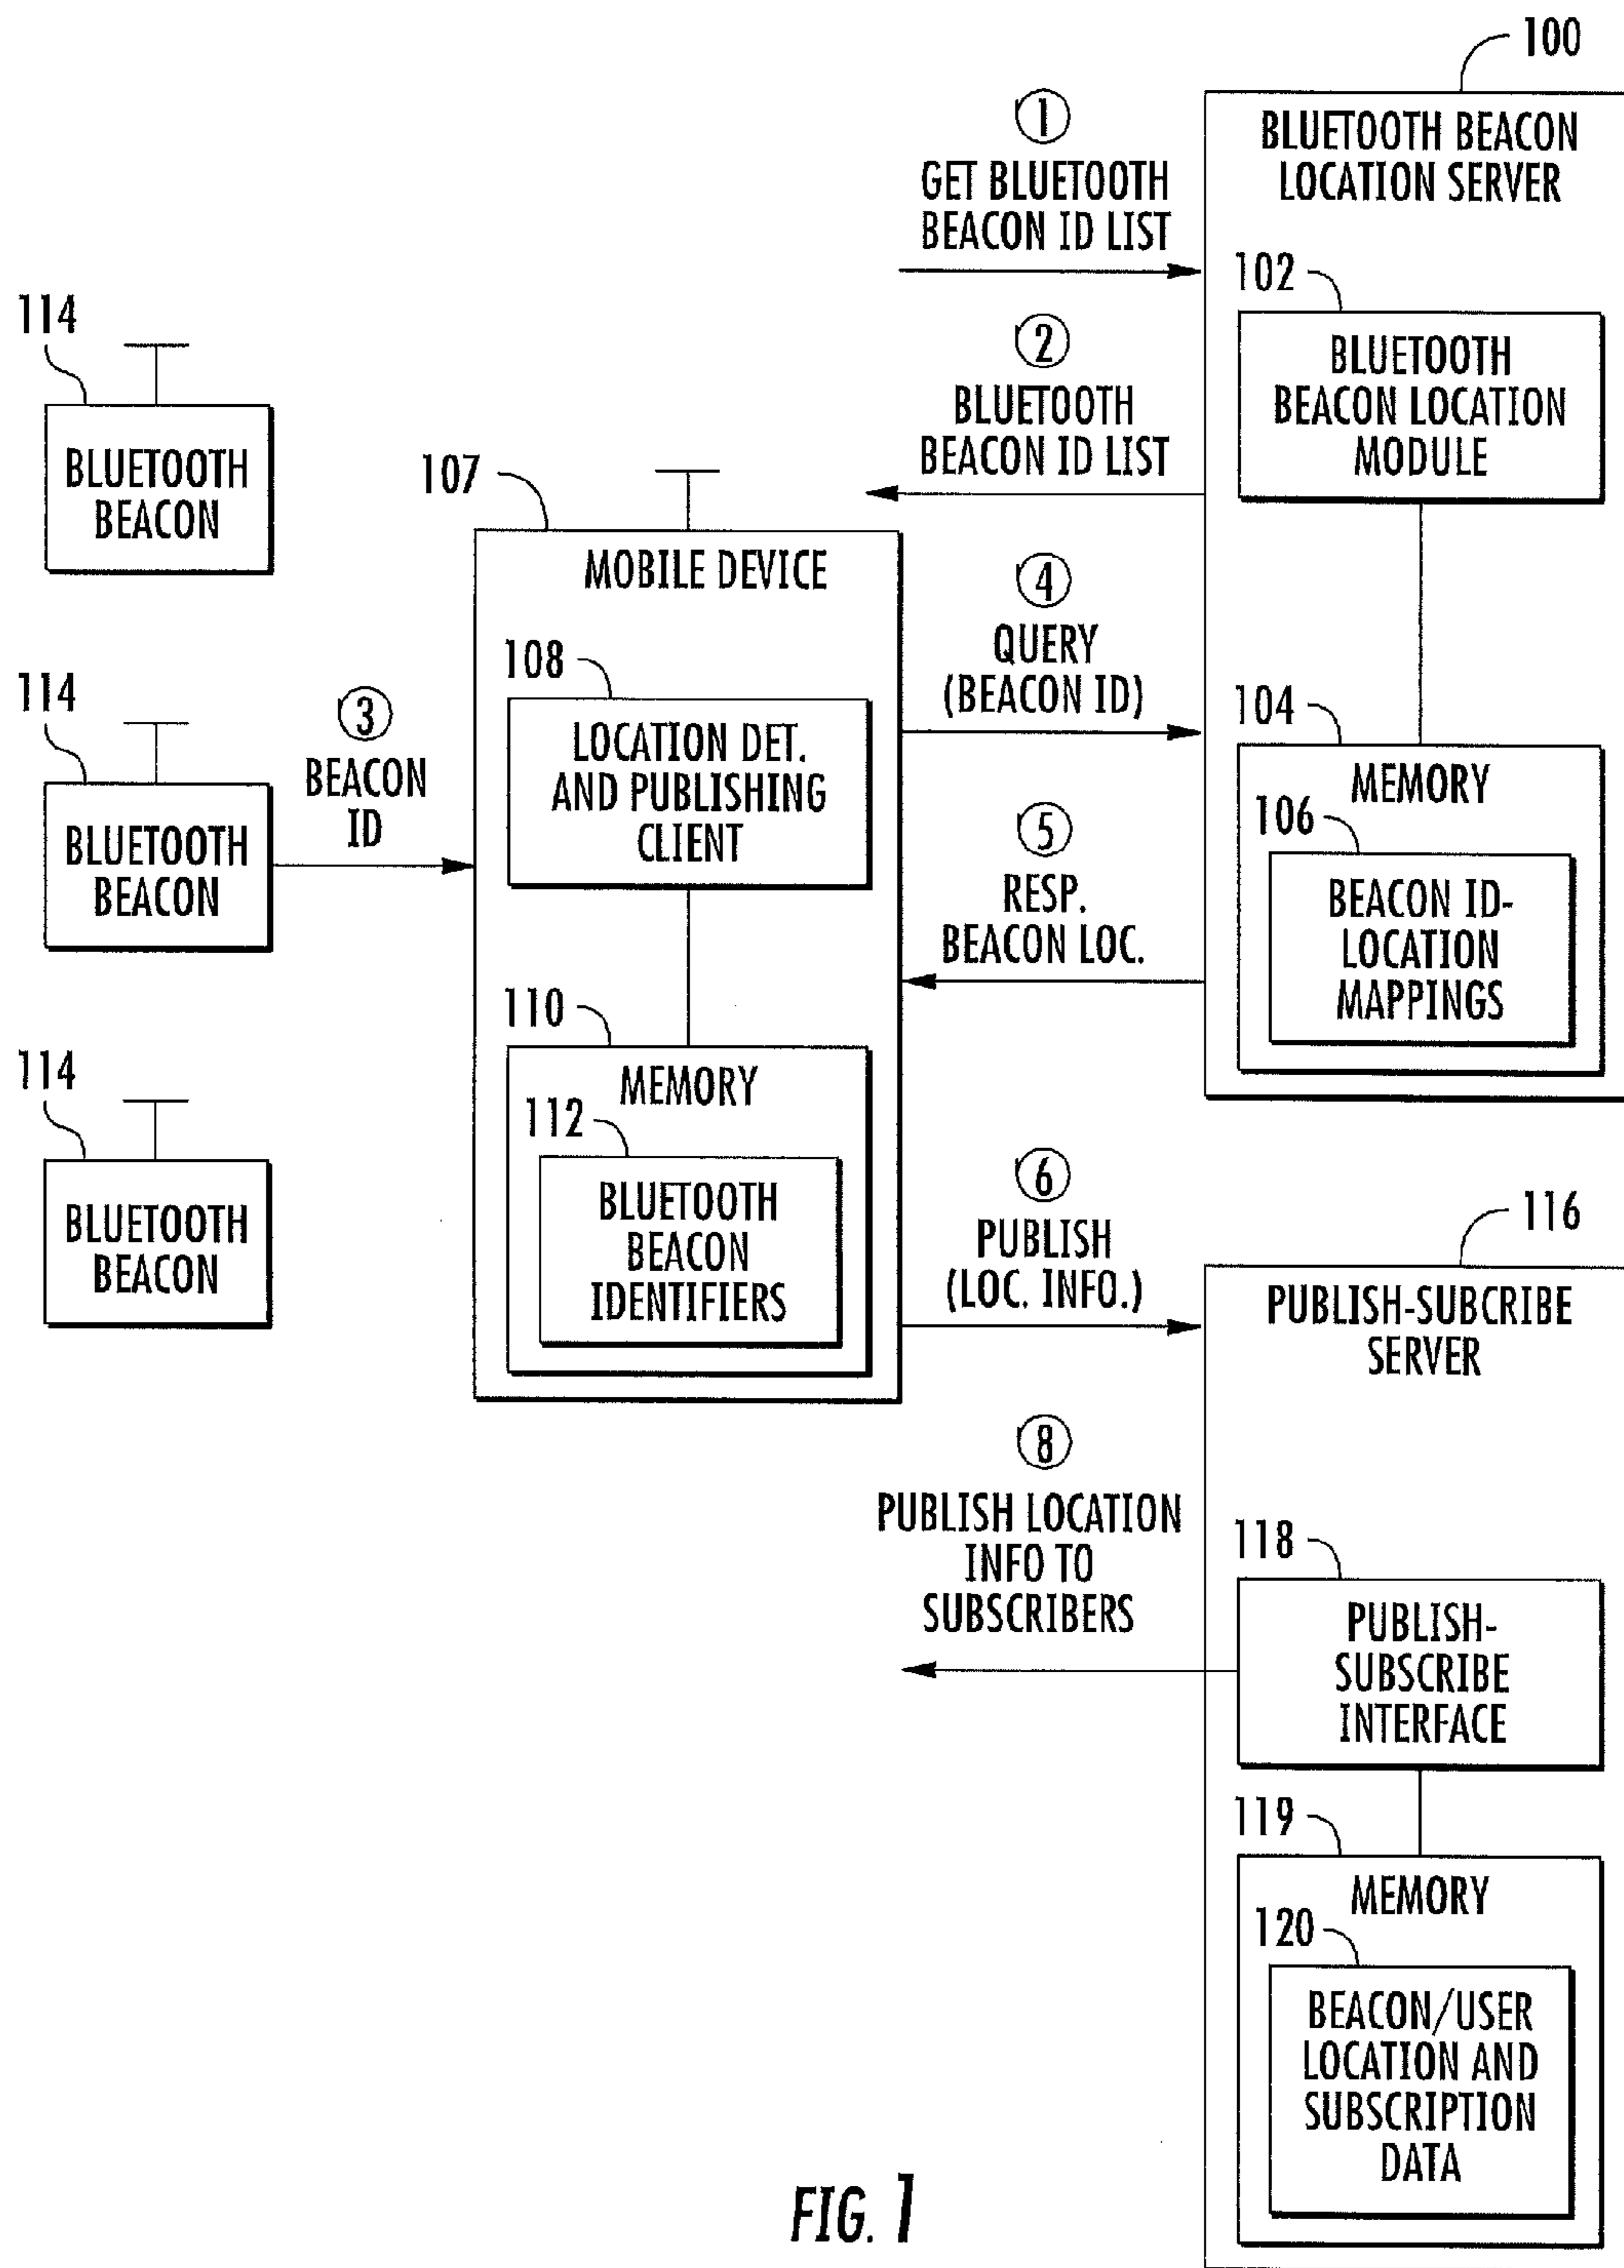 100
BLUETOOTH BEACON
LOCATION SERVER
1
GET BLUETOOTH
BEACON ID LIST
102
BLUETOOTH
BEACON LOCATION
MODULE
2
BLUETOOTH
BEACON ID LIST
114
BLUETOOTH
BEACON
107
MOBILE DEVICE
4
QUERY
(BEACON ID)
108
LOCATION DET.
AND PUBLISHING
CLIENT
114
BLUETOOTH
BEACON
3
BEACON
ID
104
MEMORY
106
BEACON ID-
LOCATION
MAPPINGS
5
RESP.
BEACON LOC.
110
MEMORY
112
BLUETOOTH
BEACON
IDENTIFIERS
114
BLUETOOTH
BEACON
6
PUBLISH
(LOC. INFO.)
116
PUBLISH-SUBCRIBE
SERVER
8
PUBLISH LOCATION
INFO TO
SUBSCRIBERS
118
PUBLISH-
SUBSCRIBE
INTERFACE
119
MEMORY
120
BEACON/USER
LOCATION AND
SUBSCRIPTION
DATA
FIG. 1